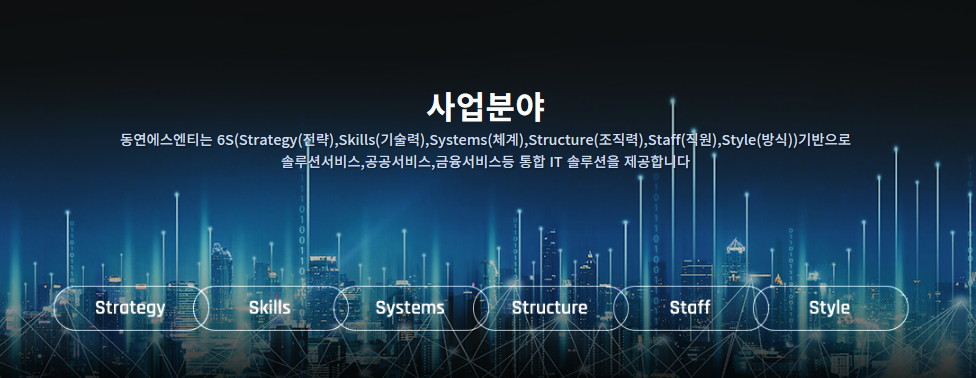 사업분야
동연에스엔티는 6S(Strategy(전략),Skills(기술력),Systems(체계),Structure(조직력),Staff(직원),Style(방식))기반으로
솔루션서비스,공공서비스,금융서비스등 통합 IT 솔루션을 제공합니다
Strategy Skills Systems Structure Staff Style